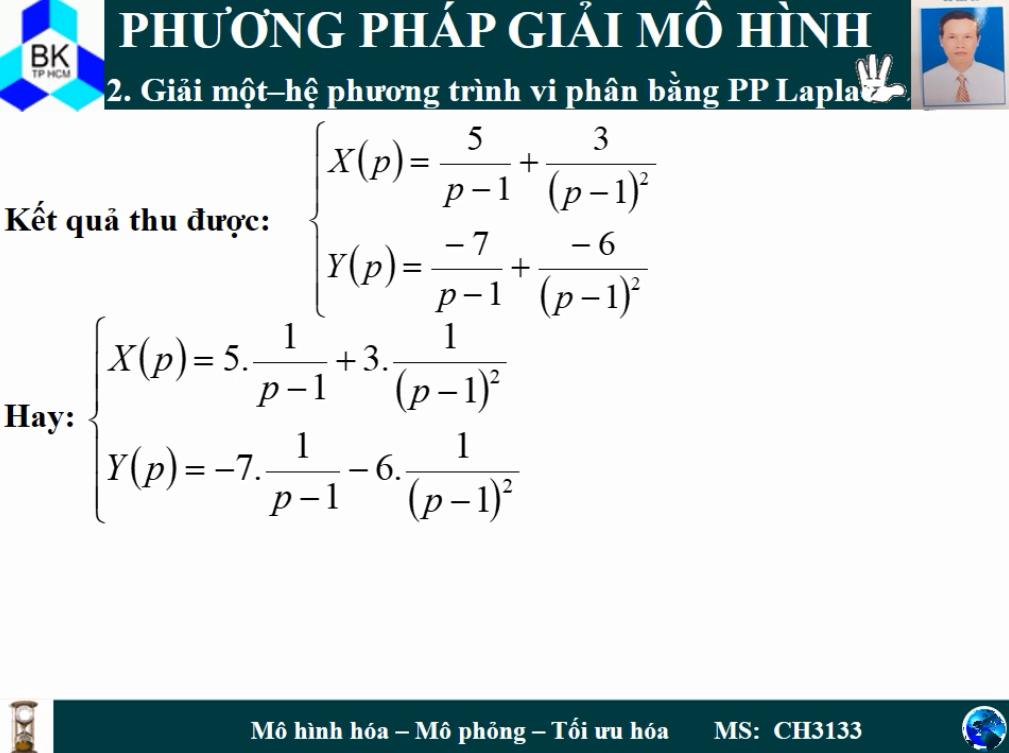 PHƯƠNG PHÁP GIẢI MÔ HÌNH
BK
TP HCM
2. Giải một–hệ phương trình vi phân bằng PP
Kết quả thu được: { X(p) = 5/(p − 1) + 3/(p − 1)²
Y(p) = −7/(p − 1) + −6/(p − 1)²
Hay: { X(p) = 5. 1/(p − 1) + 3. 1/(p − 1)²
Y(p) = −7. 1/(p − 1) − 6. 1/(p − 1)²
Mô hình hóa – Mô phỏng – Tối ưu hóa MS: CH3133